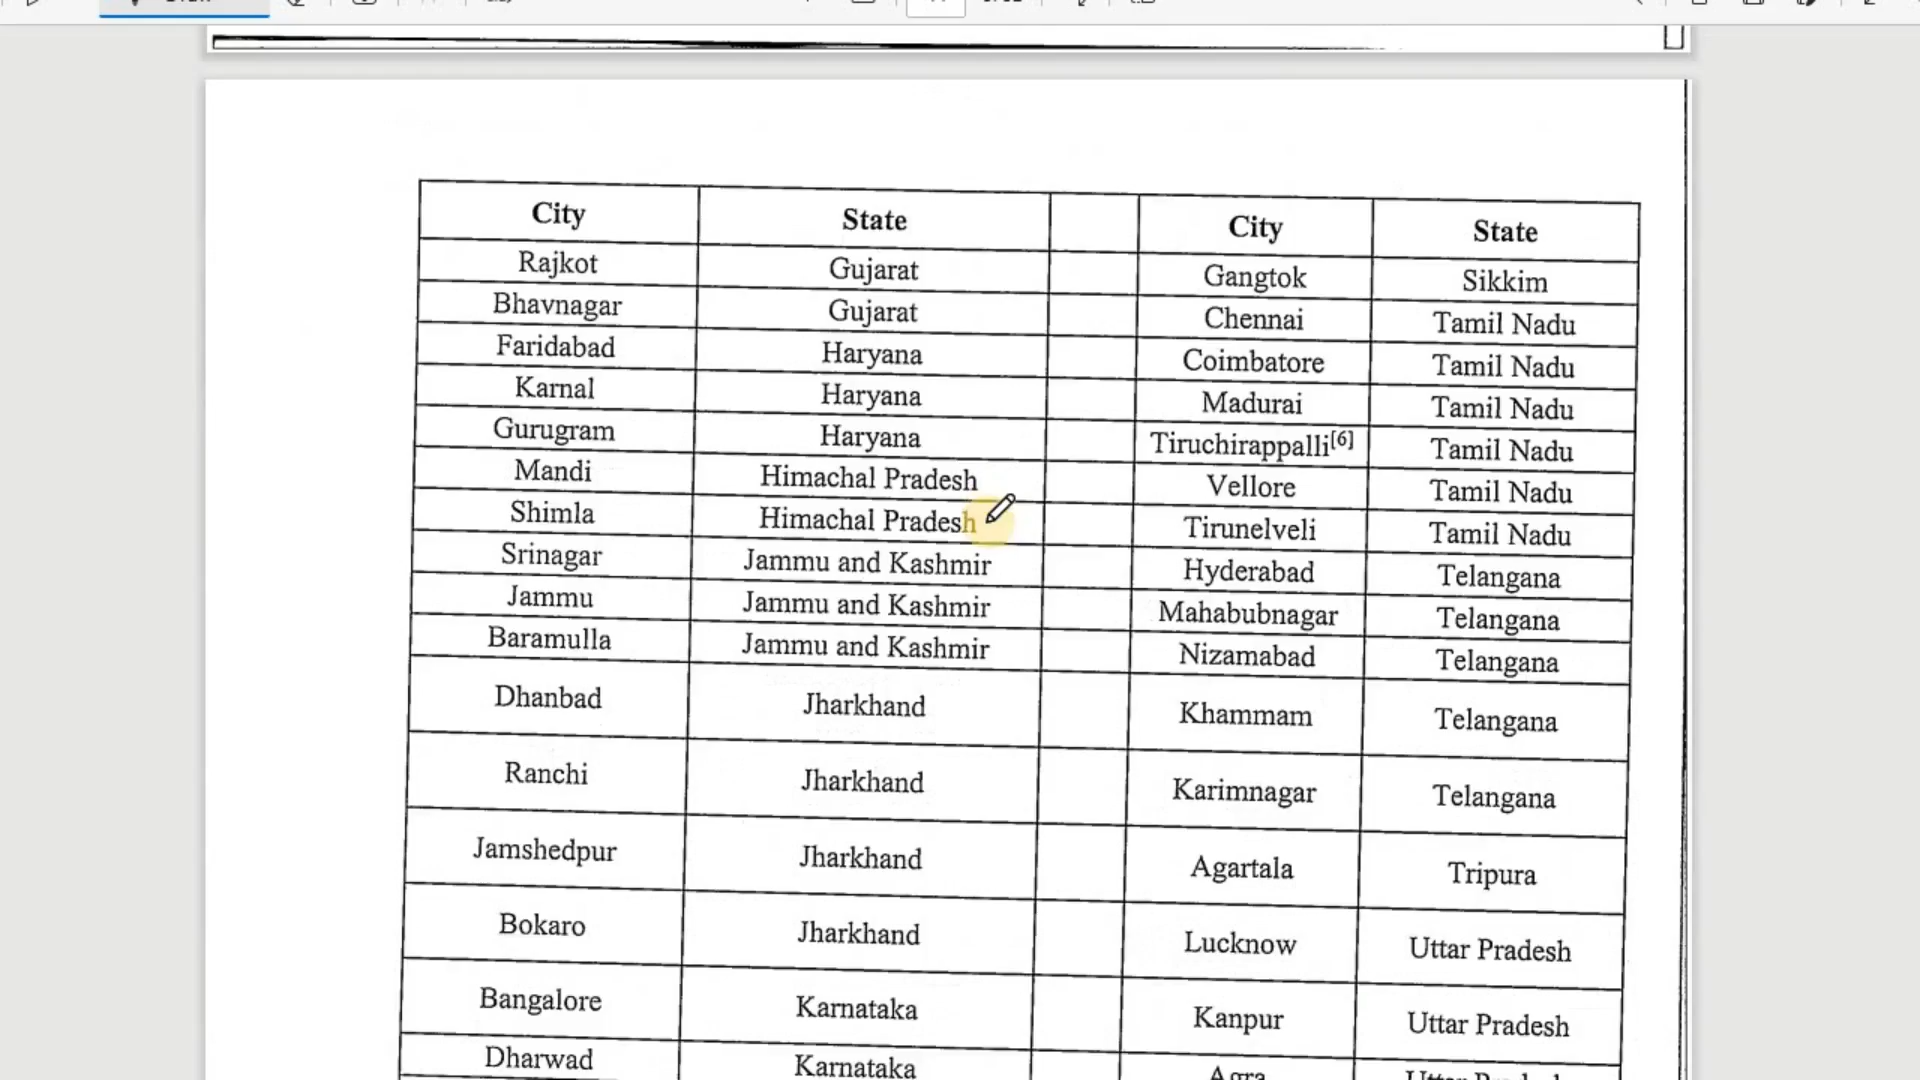 City State City State
Rajkot Gujarat Gangtok Sikkim
Bhavnagar Gujarat Chennai Tamil Nadu
Faridabad Haryana Coimbatore Tamil Nadu
Karnal Haryana Madurai Tamil Nadu
Gurugram Haryana Tiruchirappalli[6] Tamil Nadu
Mandi Himachal Pradesh Vellore Tamil Nadu
Shimla Himachal Pradesh Tirunelveli Tamil Nadu
Srinagar Jammu and Kashmir Hyderabad Telangana
Jammu Jammu and Kashmir Mahabubnagar Telangana
Baramulla Jammu and Kashmir Nizamabad Telangana
Dhanbad Jharkhand Khammam Telangana
Ranchi Jharkhand Karimnagar Telangana
Jamshedpur Jharkhand Agartala Tripura
Bokaro Jharkhand Lucknow Uttar Pradesh
Bangalore Karnataka Kanpur Uttar Pradesh
Dharwad Karnataka Agra Uttar Pradesh